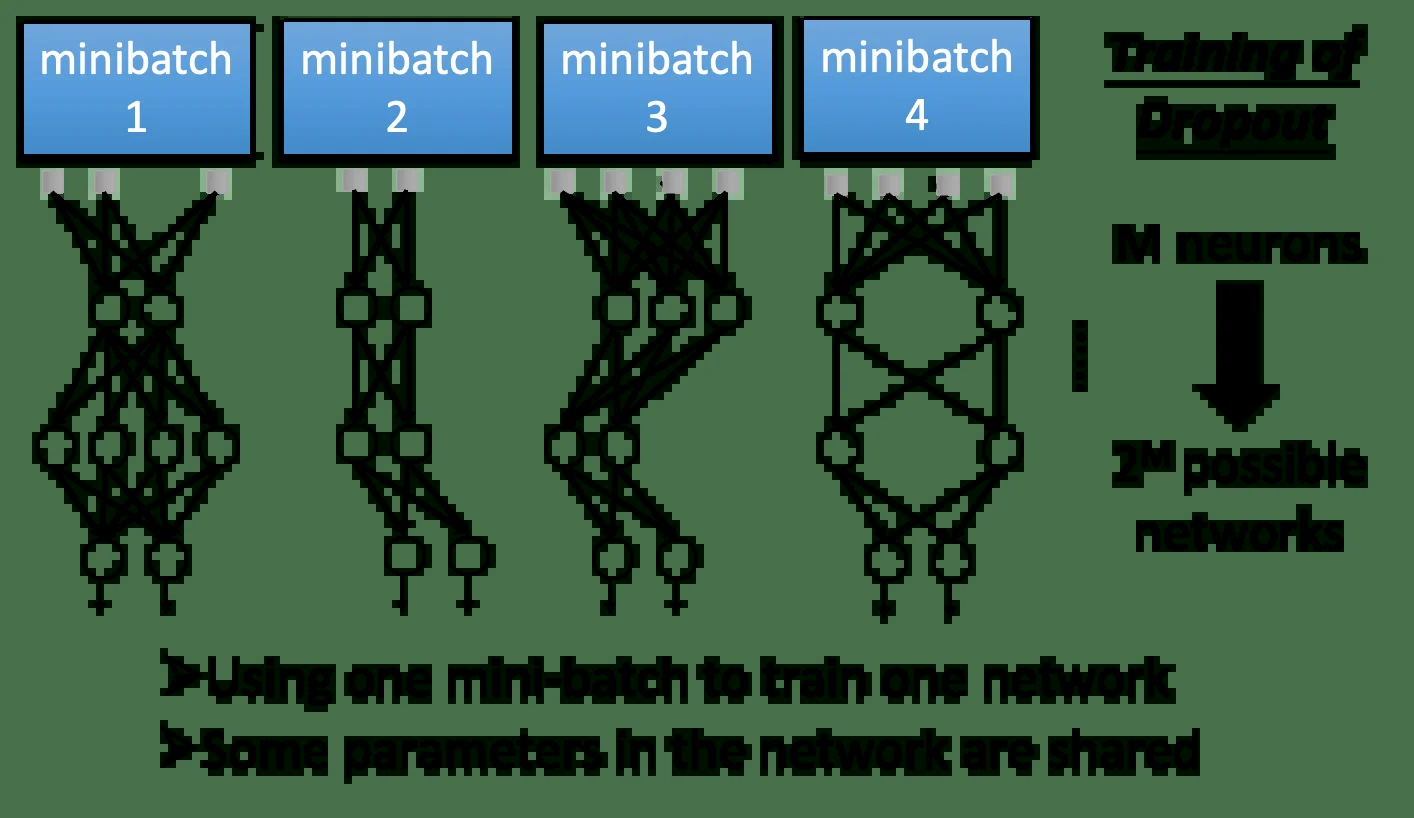 minibatch
1
minibatch
2
minibatch
3
minibatch
4
Training of
Dropout
M neurons
2ᴹ possible
networks
……
➢Using one mini-batch to train one network
➢Some parameters in the network are shared